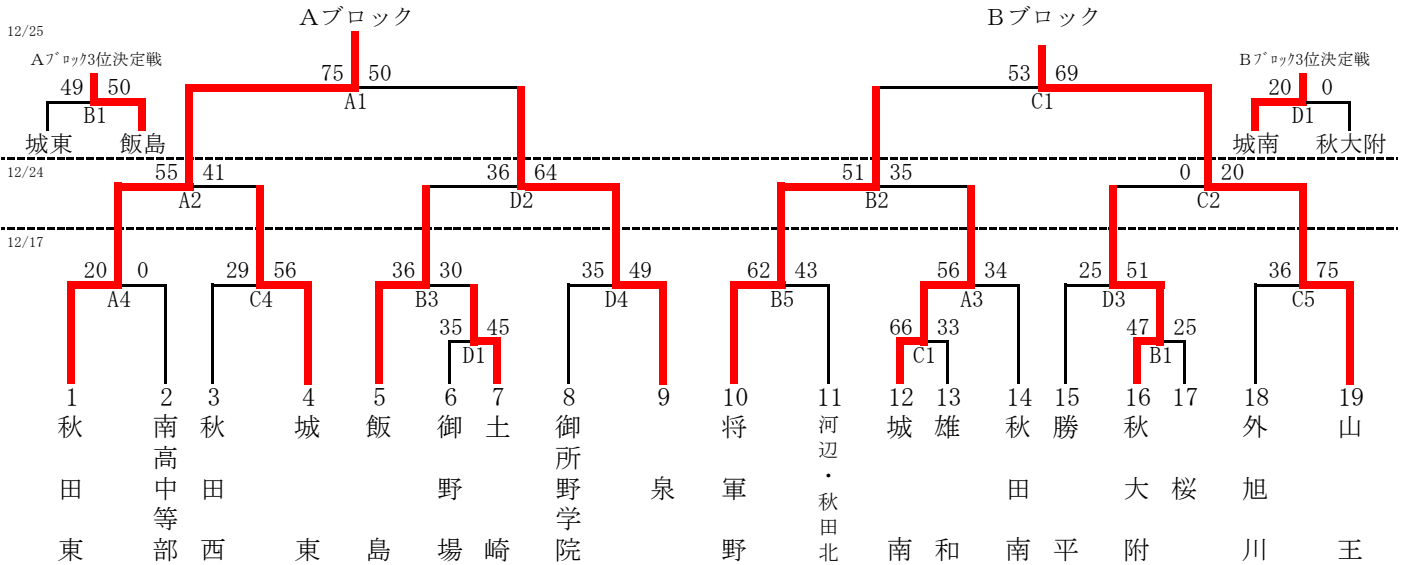 Aブロック Bブロック
12/25
Aブロック3位決定戦 Bブロック3位決定戦
75 50 53 69
A1 C1
49 50 20 0
B1 D1
城東 飯島 城南 秋大附
12/24
55 41 36 64 51 35 0 20
A2 D2 B2 C2
12/17
20 0 29 56 36 30 35 49 62 43 56 34 25 51 36 75
A4 C4 B3 D4 B5 A3 D3 C5
35 45 66 33 47 25
D1 C1 B1
1 2 3 4 5 6 7 8 9 10 11 12 13 14 15 16 17 18 19
秋田東
南高中等部
秋田西
城東
飯島
御野場
土崎
御所野学院
泉
将軍野
河辺・秋田北
城南
雄和
秋田南
勝平
秋大附
桜
外旭川
山王